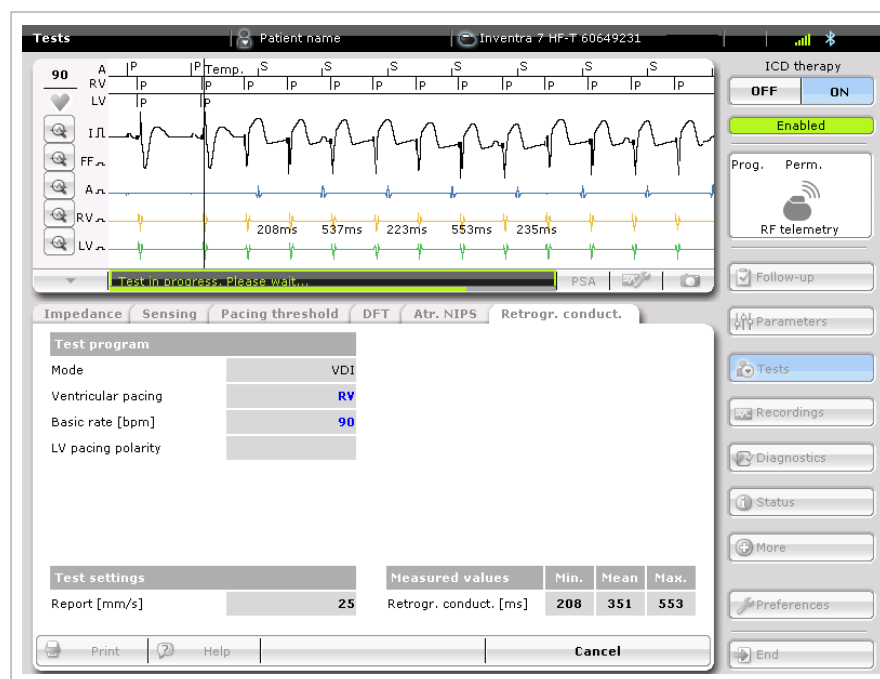 Tests Patient name Inventra 7 HF-T 60649231
90 A P P Temp. S S S S S S S
RV P P P P P P P P P P
LV P P
I
FF
A
RV
208ms 537ms 223ms 553ms 235ms
LV
Test in progress. Please wait... PSA
ICD therapy
OFF ON
Enabled
Prog. Perm.
RF telemetry
Follow-up
Parameters
Tests
Recordings
Diagnostics
Status
More
Preferences
End
Impedance Sensing Pacing threshold DFT Atr. NIPS Retrogr. conduct.
Test program
Mode VDI
Ventricular pacing RV
Basic rate [bpm] 90
LV pacing polarity
Test settings
Report [mm/s] 25
Measured values Min. Mean Max.
Retrogr. conduct. [ms] 208 351 553
Print Help Cancel